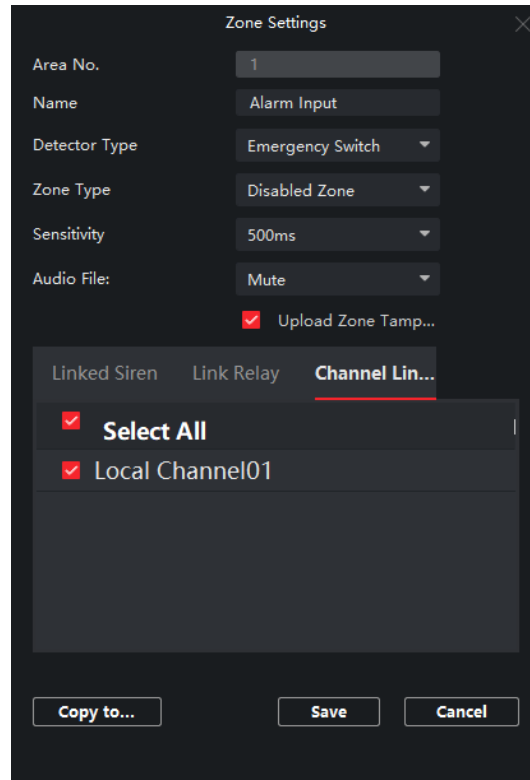 Zone Settings
Area No. 1
Name Alarm Input
Detector Type Emergency Switch
Zone Type Disabled Zone
Sensitivity 500ms
Audio File: Mute
Upload Zone Tamp...
Linked Siren Link Relay Channel Lin...
Select All
Local Channel01
Copy to... Save Cancel